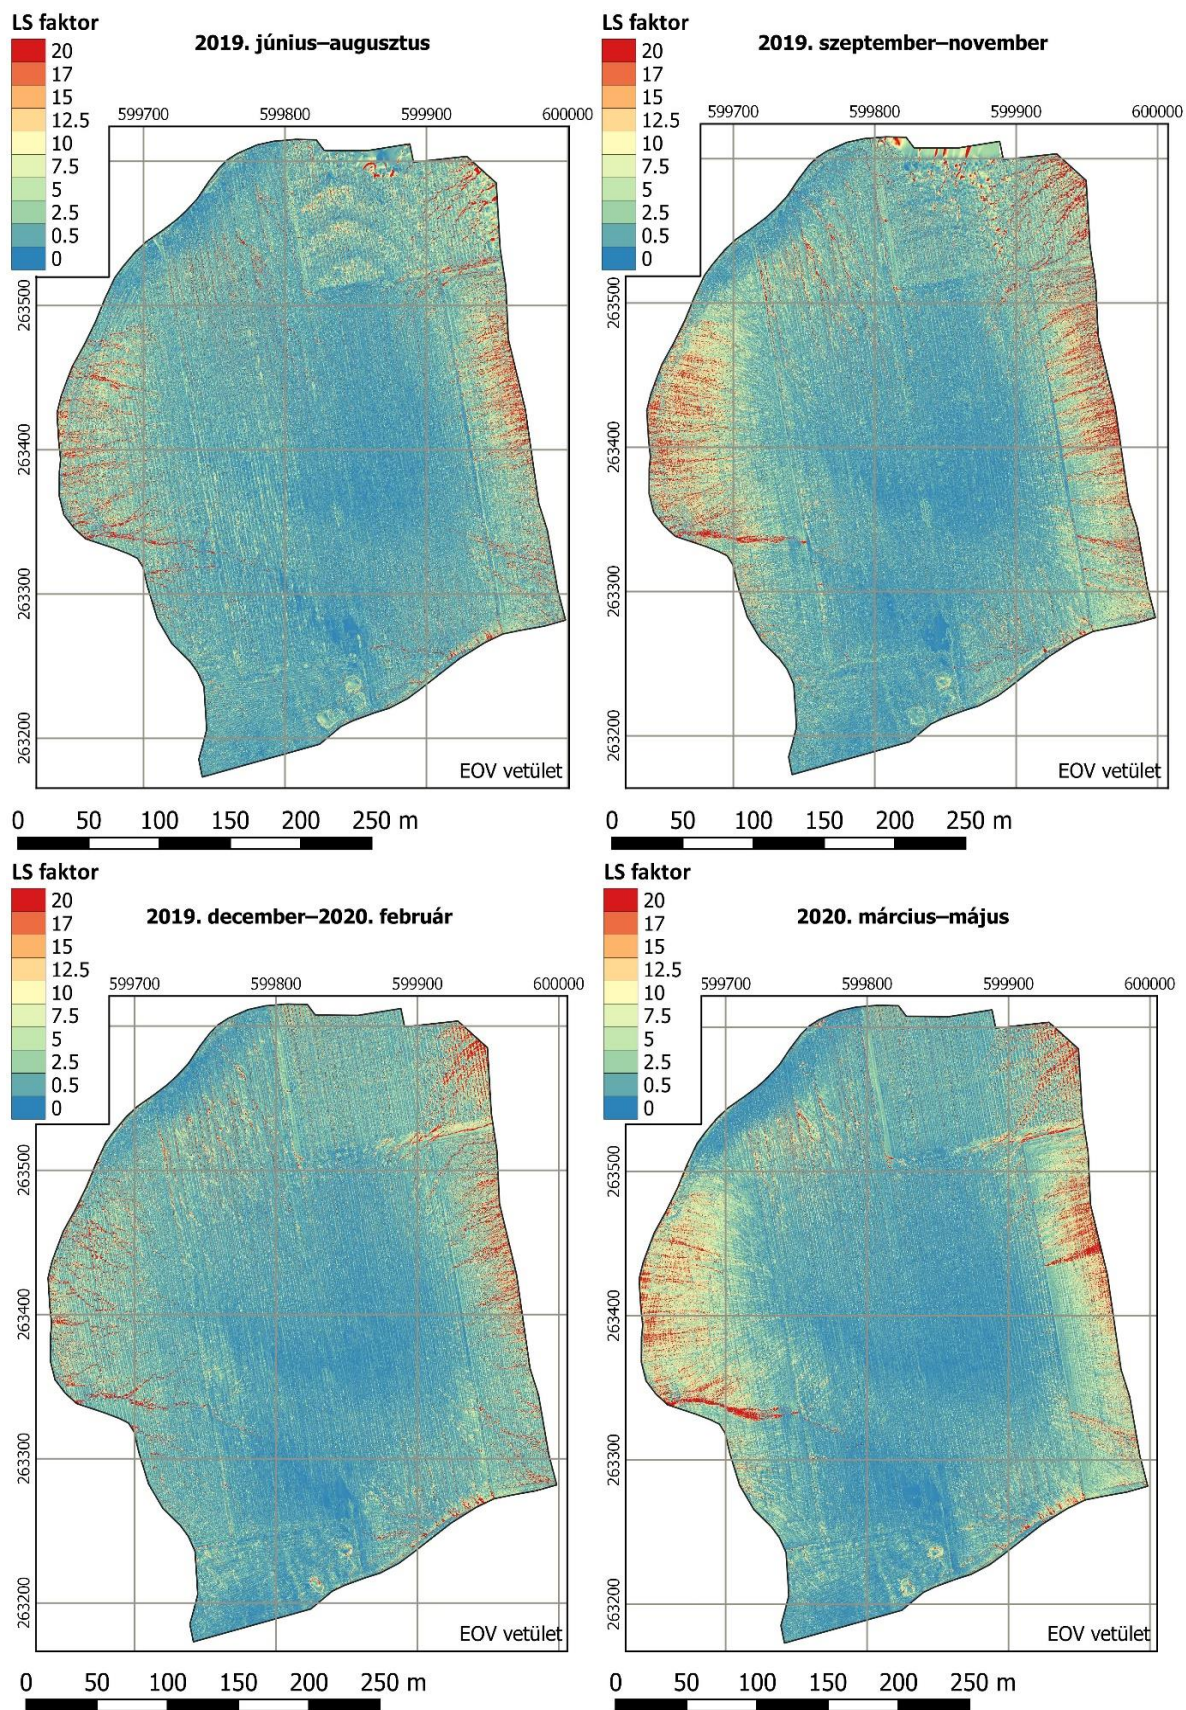 LS faktor
20
17
15
12.5
10
7.5
5
2.5
0.5
0
2019. június–augusztus
599700 599800 599900 600000
263500
263400
263300
263200
EOV vetület
0 50 100 150 200 250 m
LS faktor
20
17
15
12.5
10
7.5
5
2.5
0.5
0
2019. szeptember–november
599700 599800 599900 600000
263500
263400
263300
263200
EOV vetület
0 50 100 150 200 250 m
LS faktor
20
17
15
12.5
10
7.5
5
2.5
0.5
0
2019. december–2020. február
599700 599800 599900 600000
263500
263400
263300
263200
EOV vetület
0 50 100 150 200 250 m
LS faktor
20
17
15
12.5
10
7.5
5
2.5
0.5
0
2020. március–május
599700 599800 599900 600000
263500
263400
263300
263200
EOV vetület
0 50 100 150 200 250 m